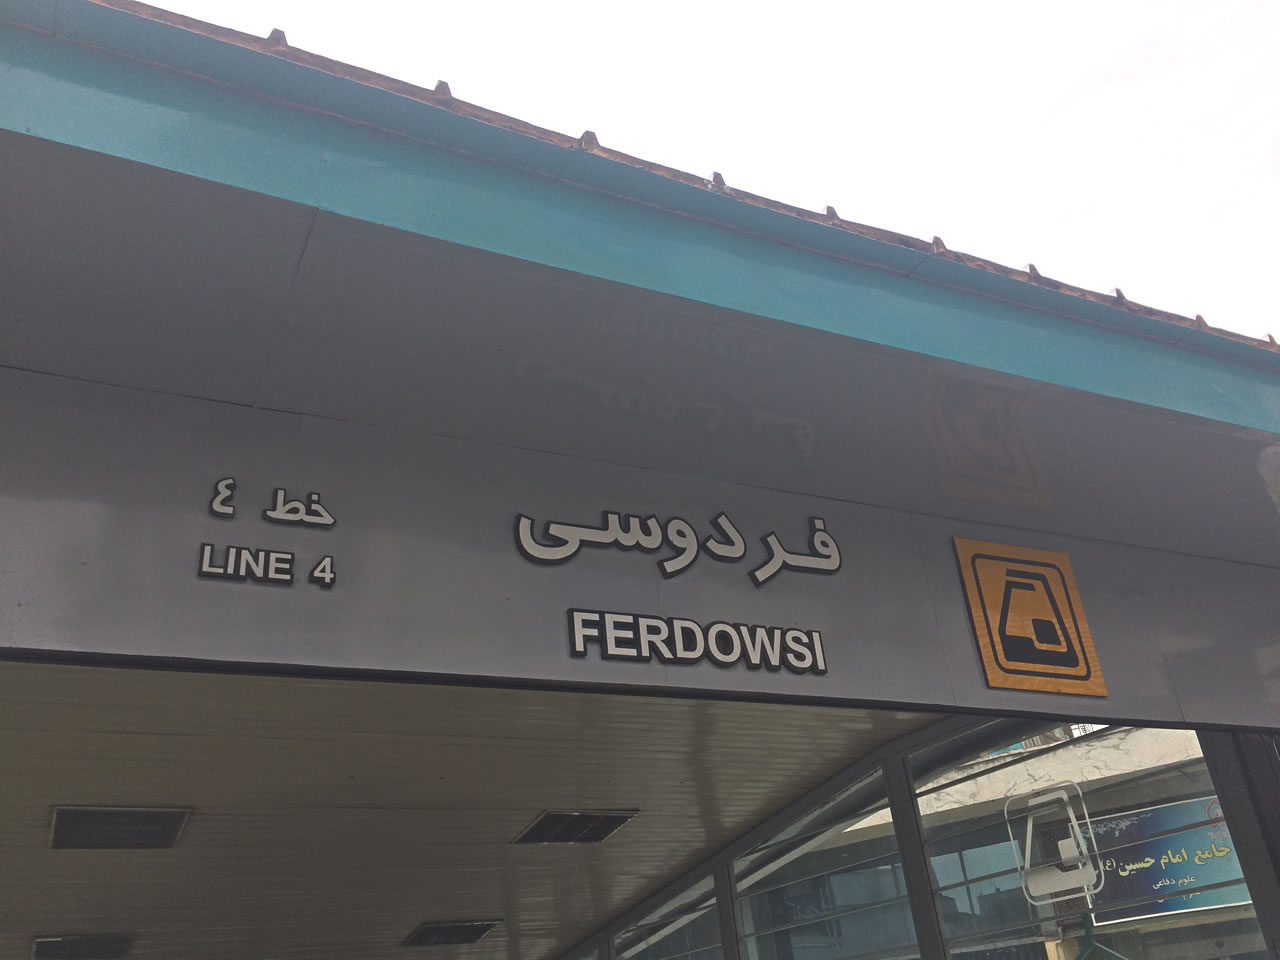 خط ٤
LINE 4
فردوسی
FERDOWSI
جامع امام حسین (ع)
علوم دفاعی